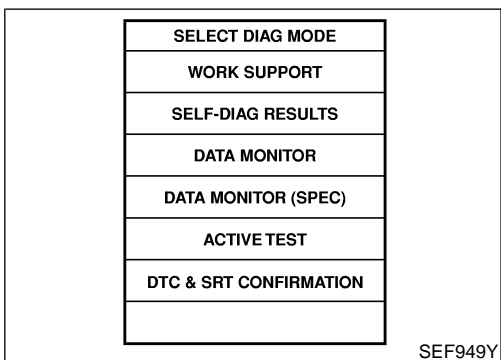 SELECT DIAG MODE
WORK SUPPORT
SELF-DIAG RESULTS
DATA MONITOR
DATA MONITOR (SPEC)
ACTIVE TEST
DTC & SRT CONFIRMATION
SEF949Y